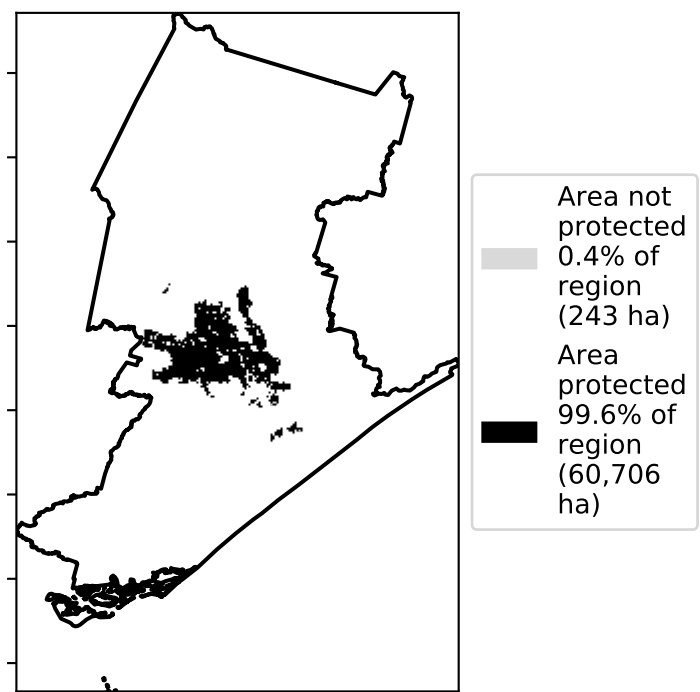 Area not
protected
0.4% of
region
(243 ha)
Area
protected
99.6% of
region
(60,706
ha)